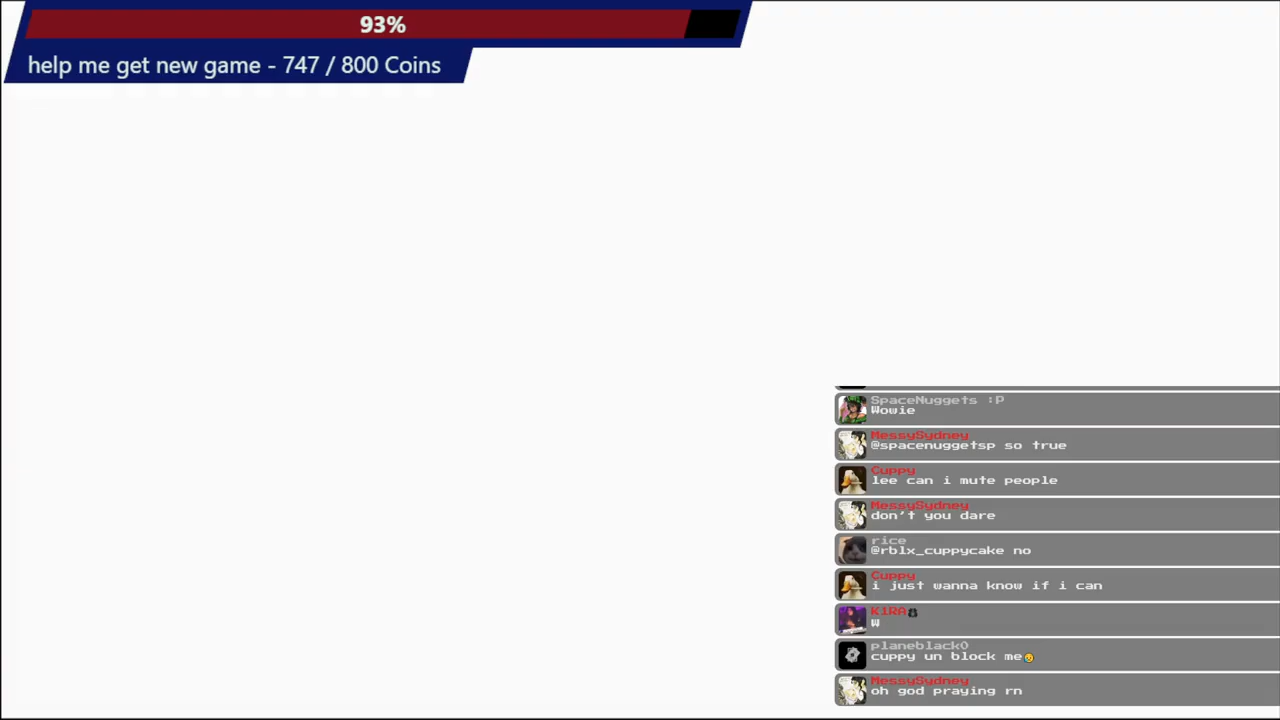 93%
help me get new game - 747 / 800 Coins
SpaceNuggets :P
Wowie
MessySydney
@spacenuggetsp so true
Cuppy
lee can i mute people
MessySydney
don't you dare
rice
@rblx_cuppycake no
Cuppy
i just wanna know if i can
K1RA
W
planeblack0
cuppy un block me😢
MessySydney
oh god praying rn